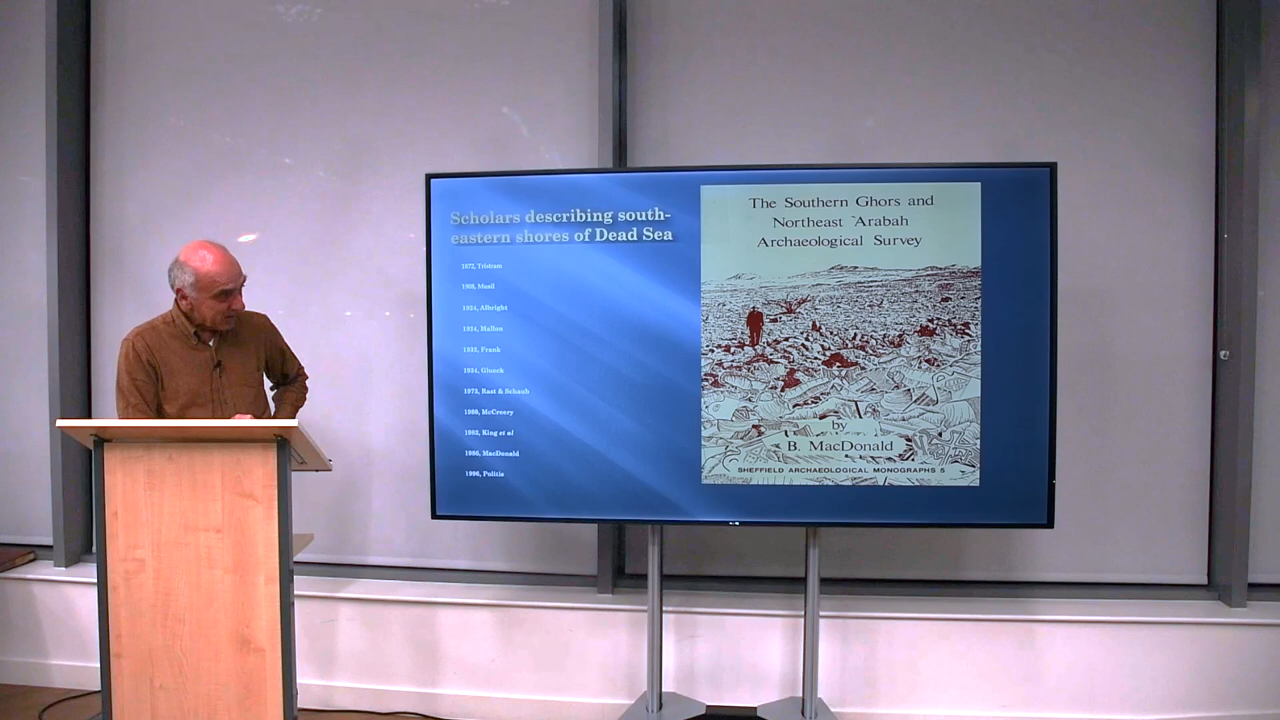 Scholars describing south-
eastern shores of Dead Sea
1872, Tristram
1908, Musil
1924, Albright
1924, Mallon
1932, Frank
1934, Glueck
1973, Rast & Schaub
1980, McCreery
1982, King et al
1986, MacDonald
1996, Politis
The Southern Ghors and
Northeast `Arabah
Archaeological Survey
by
B. MacDonald
SHEFFIELD ARCHAEOLOGICAL MONOGRAPHS 5